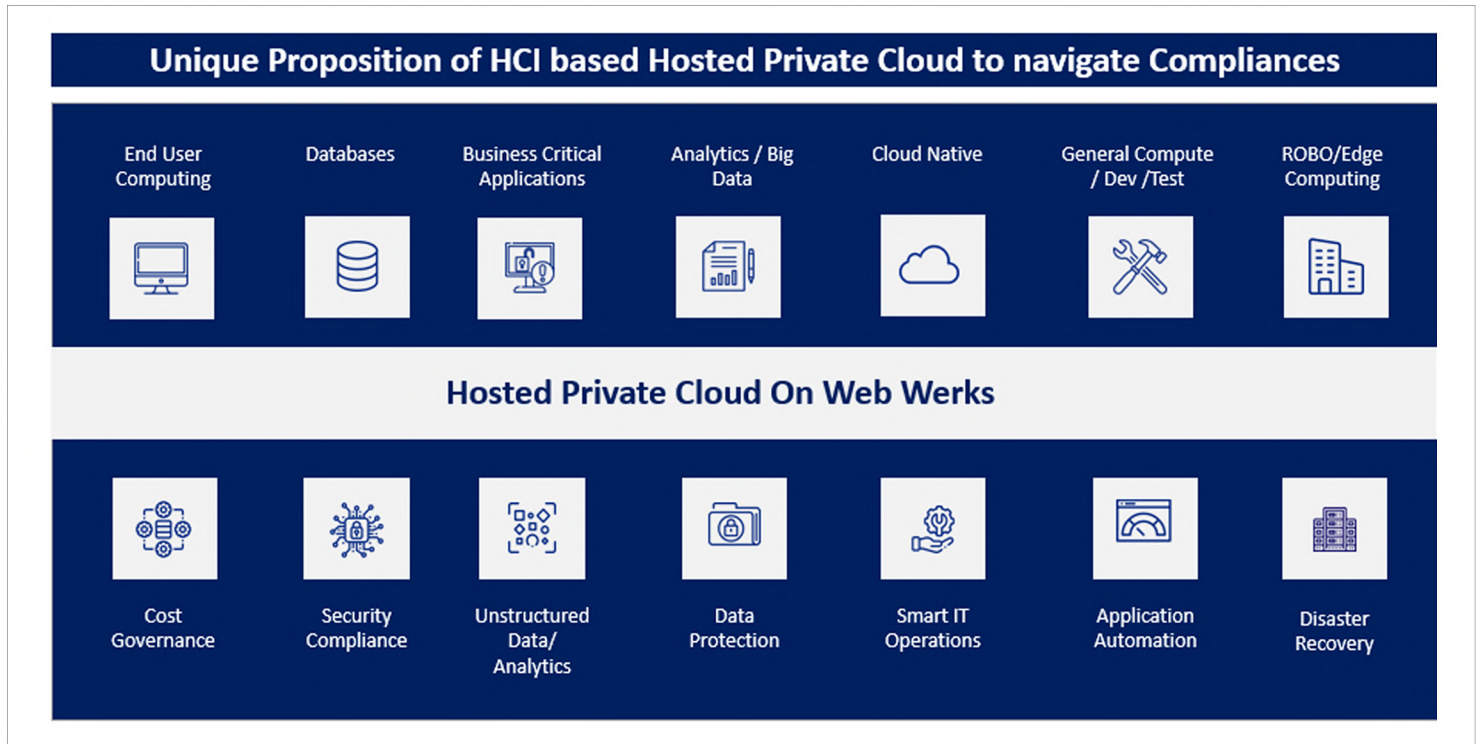 Unique Proposition of HCI based Hosted Private Cloud to navigate Compliances
End User
Computing
Databases
Business Critical
Applications
Analytics / Big
Data
Cloud Native
General Compute
/ Dev /Test
ROBO/Edge
Computing
Hosted Private Cloud On Web Werks
Cost
Governance
Security
Compliance
Unstructured
Data/
Analytics
Data
Protection
Smart IT
Operations
Application
Automation
Disaster
Recovery